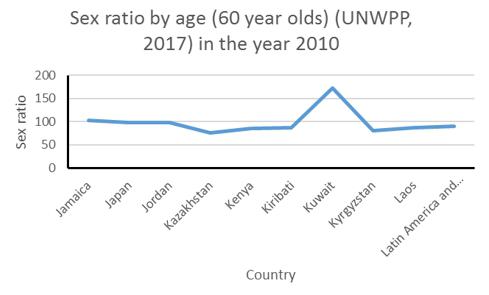 Sex ratio by age (60 year olds) (UNWPP,
2017) in the year 2010
Sex ratio
200
150
100
50
0
Jamaica
Japan
Jordan
Kazakhstan
Kenya
Kiribati
Kuwait
Kyrgyzstan
Laos
Latin America and...
Country